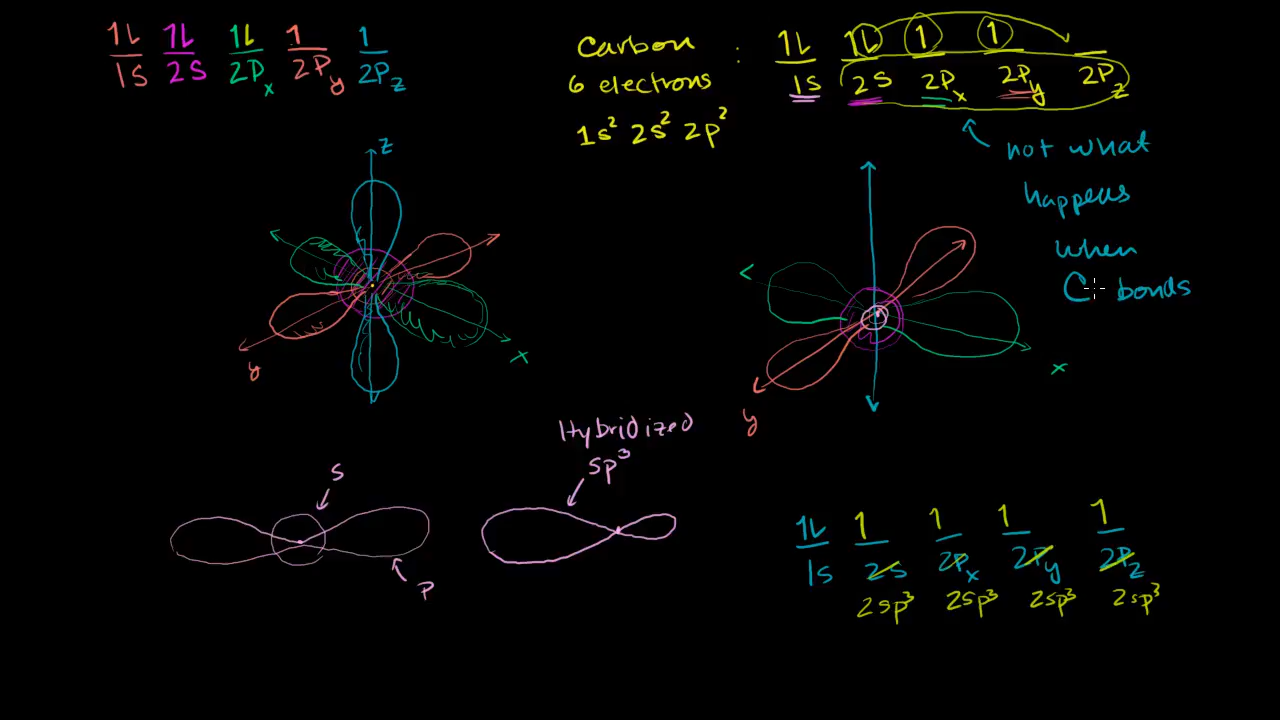 1L 1L 1L 1 1
1S 2S 2Px 2Py 2Pz
Carbon : 1L 1L 1 1
6 electrons 1S 2S 2Px 2Py 2Pz
1s² 2s² 2p²
not what
happens
when
C bonds
z
y
x
y
x
Hybridized
sp³
s
P
1L 1 1 1 1
1S 2S 2Px 2Py 2Pz
2sp³ 2sp³ 2sp³ 2sp³